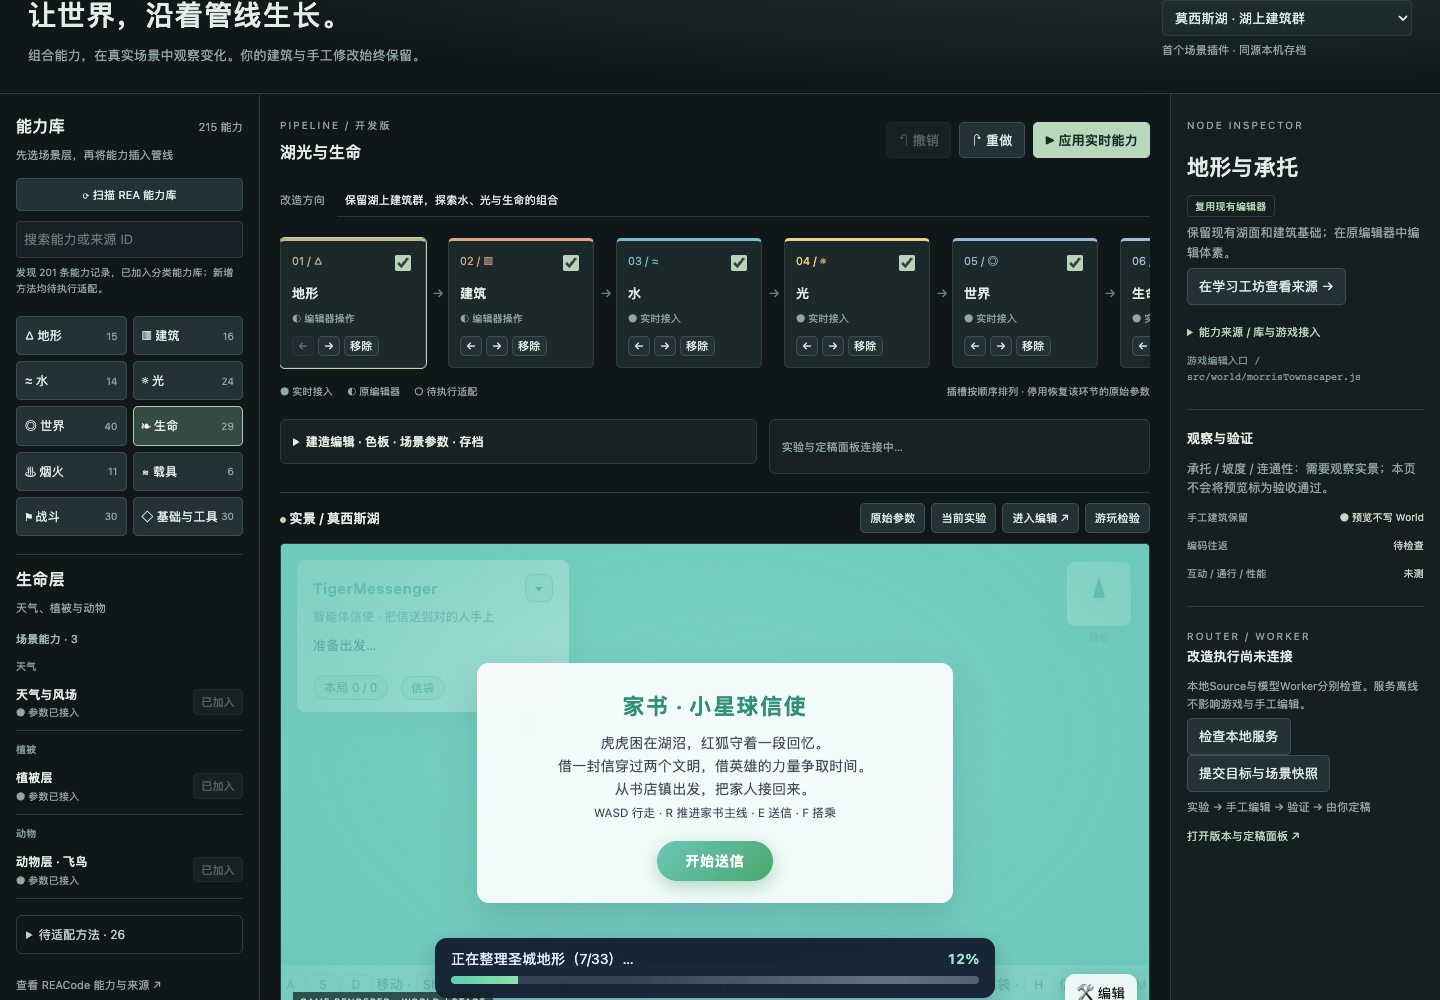 让世界，沿着管线生长。
组合能力，在真实场景中观察变化。你的建筑与手工修改始终保留。
莫西斯湖 · 湖上建筑群
首个场景插件 · 同源本机存档
能力库
215 能力
先选场景层，再将能力插入管线
⟳ 扫描 REA 能力库
搜索能力或来源 ID
发现 201 条能力记录，已加入分类能力库；新增
方法均待执行适配。
△ 地形 15
▥ 建筑 16
≈ 水 14
☀ 光 24
◎ 世界 40
❧ 生命 29
♨ 烟火 11
≋ 载具 6
⚑ 战斗 30
◇ 基础与工具 30
生命层
天气、植被与动物
场景能力 · 3
天气
天气与风场
● 参数已接入
已加入
植被
植被层
● 参数已接入
已加入
动物
动物层 · 飞鸟
● 参数已接入
已加入
▶ 待适配方法 · 26
查看 REACode 能力与来源 ↗
PIPELINE / 开发版
湖光与生命
↶ 撤销
↷ 重做
▶ 应用实时能力
改造方向
保留湖上建筑群，探索水、光与生命的组合
01 / △
地形
◐ 编辑器操作
← → 移除
→
02 / ▥
建筑
◐ 编辑器操作
← → 移除
→
03 / ≈
水
● 实时接入
← → 移除
→
04 / ☀
光
● 实时接入
← → 移除
→
05 / ◎
世界
● 实时接入
← → 移除
→
06 /
生命
● 实
←
● 实时接入 ◐ 原编辑器 ○ 待执行适配
插槽按顺序排列 · 停用恢复该环节的原始参数
▶ 建造编辑 · 色板 · 场景参数 · 存档
实验与定稿面板连接中…
● 实景 / 莫西斯湖
原始参数
当前实验
进入编辑 ↗
游玩检验
TigerMessenger
智能体信使 · 把信送到对的人手上
准备出发…
本局 0 / 0
信袋
目标
家书 · 小星球信使
虎虎困在湖沼，红狐守着一段回忆。
借一封信穿过两个文明，借英雄的力量争取时间。
从书店镇出发，把家人接回来。
WASD 行走 · R 推进家书主线 · E 送信 · F 搭乘
开始送信
正在整理圣城地形（7/33）…
12%
A S D 移动 ·
袋 · H
🛠 编辑
NODE INSPECTOR
地形与承托
复用现有编辑器
保留现有湖面和建筑基础；在原编辑器中编
辑体素。
在学习工坊查看来源 →
▶ 能力来源 / 库与游戏接入
游戏编辑入口 /
src/world/morrisTownscaper.js
观察与验证
承托 / 坡度 / 连通性：需要观察实景；本页
不会将预览标为验收通过。
手工建筑保留
● 预览不写 World
编码往返
待检查
互动 / 通行 / 性能
未测
ROUTER / WORKER
改造执行尚未连接
本地Source与模型Worker分别检查。服务离线
不影响游戏与手工编辑。
检查本地服务
提交目标与场景快照
实验 → 手工编辑 → 验证 → 由你定稿
打开版本与定稿面板 ↗